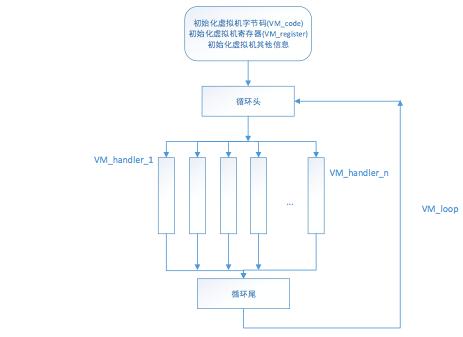 初始化虚拟机字节码(VM_code)
初始化虚拟机寄存器(VM_register)
初始化虚拟机其他信息
循环头
VM_handler_1
VM_handler_n
...
VM_loop
循环尾